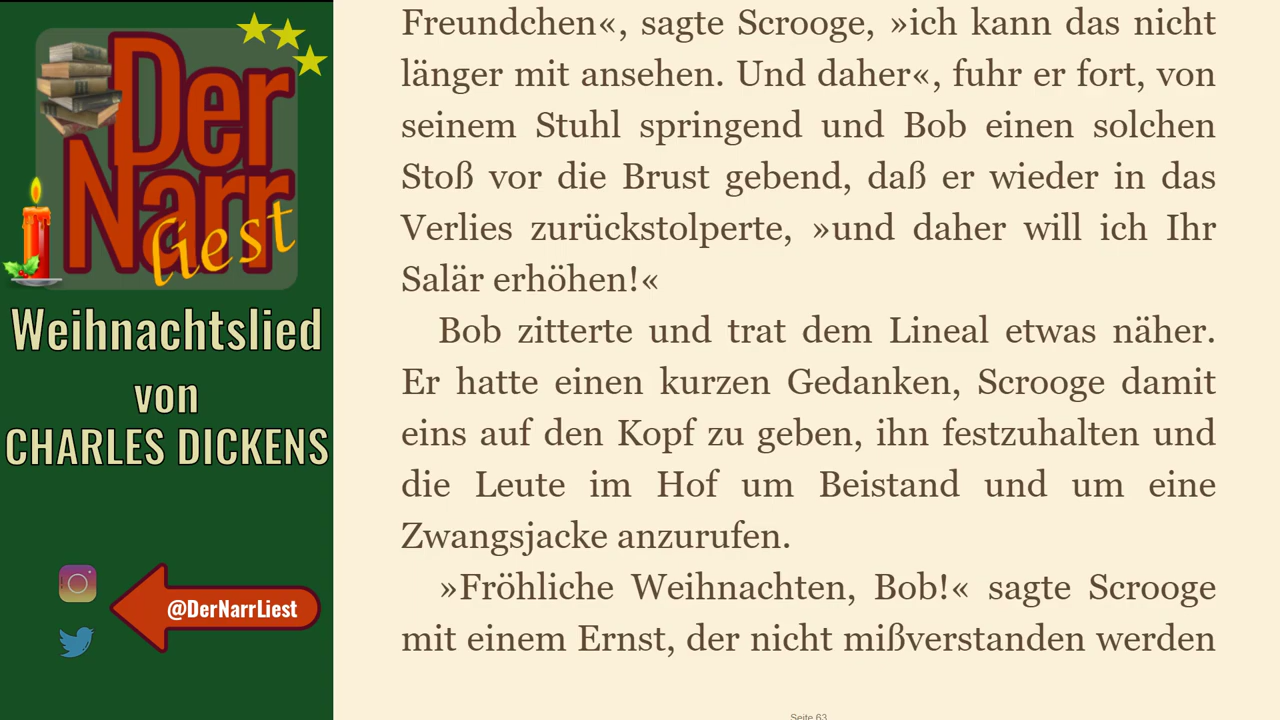 Der
Narr
liest
Weihnachtslied
von
CHARLES DICKENS
@DerNarrLiest
Freundchen«, sagte Scrooge, »ich kann das nicht
länger mit ansehen. Und daher«, fuhr er fort, von
seinem Stuhl springend und Bob einen solchen
Stoß vor die Brust gebend, daß er wieder in das
Verlies zurückstolperte, »und daher will ich Ihr
Salär erhöhen!«
Bob zitterte und trat dem Lineal etwas näher.
Er hatte einen kurzen Gedanken, Scrooge damit
eins auf den Kopf zu geben, ihn festzuhalten und
die Leute im Hof um Beistand und um eine
Zwangsjacke anzurufen.
»Fröhliche Weihnachten, Bob!« sagte Scrooge
mit einem Ernst, der nicht mißverstanden werden
Seite 63